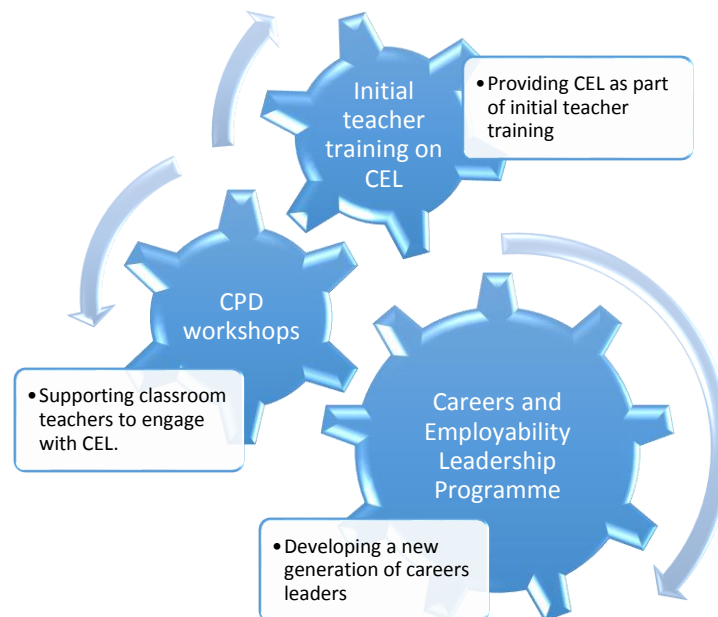 Initial
teacher
training on
CEL
•Providing CEL as part
of initial teacher
training
CPD
workshops
•Supporting classroom
teachers to engage
with CEL.
Careers and
Employability
Leadership
Programme
•Developing a new
generation of careers
leaders